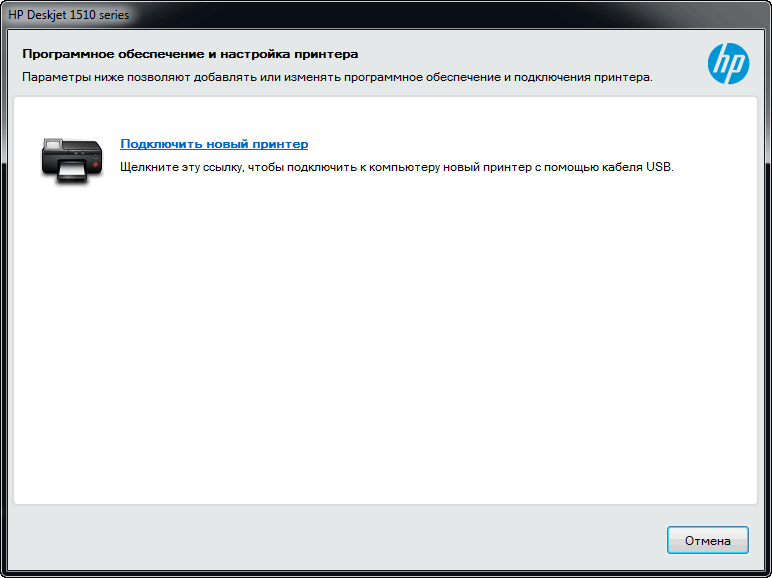 HP Deskjet 1510 series
Программное обеспечение и настройка принтера
Параметры ниже позволяют добавлять или изменять программное обеспечение и подключения принтера.
hp
Подключить новый принтер
Щелкните эту ссылку, чтобы подключить к компьютеру новый принтер с помощью кабеля USB.
Отмена